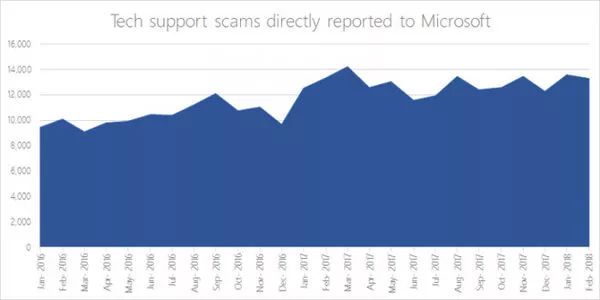 Tech support scams directly reported to Microsoft
16,000
14,000
12,000
10,000
8,000
6,000
4,000
2,000
0
Jan- 2016
Feb- 2016
Mar- 2016
Apr- 2016
May- 2016
Jun- 2016
Jul- 2016
Aug- 2016
Sep- 2016
Oct- 2016
Nov- 2016
Dec- 2016
Jan- 2017
Feb- 2017
Mar- 2017
Apr- 2017
May- 2017
Jun- 2017
Jul- 2017
Aug- 2017
Sep- 2017
Oct- 2017
Nov- 2017
Dec- 2017
Jan- 2018
Feb- 2018